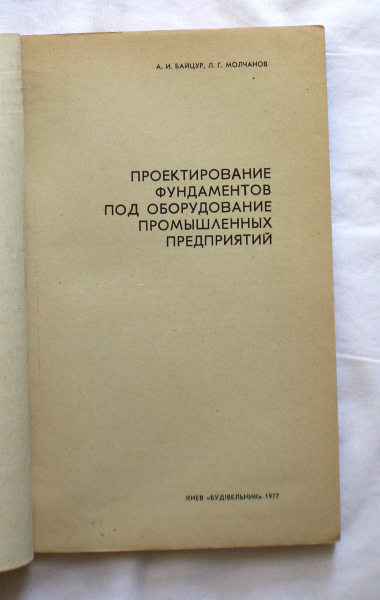 А. И. БАЙЦУР, Л. Г. МОЛЧАНОВ
ПРОЕКТИРОВАНИЕ
ФУНДАМЕНТОВ
ПОД ОБОРУДОВАНИЕ
ПРОМЫШЛЕННЫХ
ПРЕДПРИЯТИЙ
КИЕВ «БУДІВЕЛЬНИК» 1977